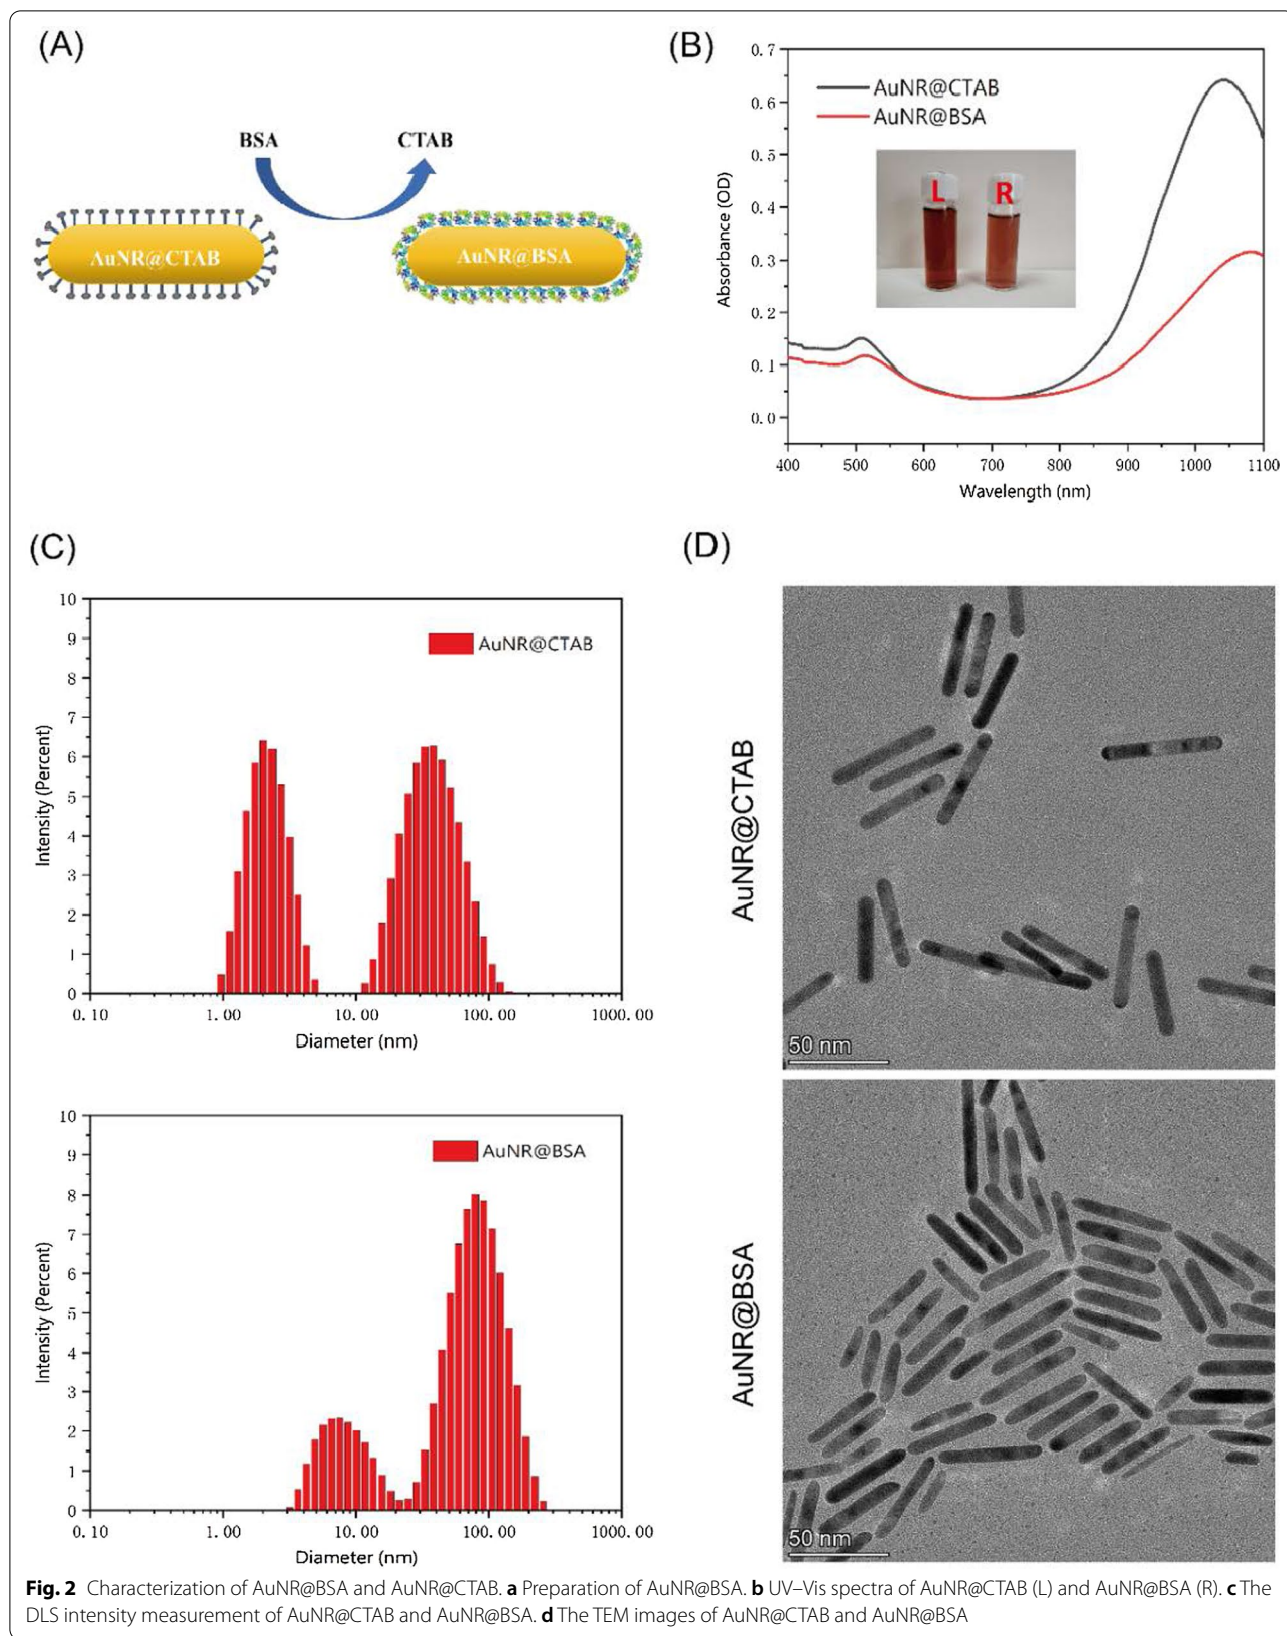 (A)
BSA
CTAB
AuNR@CTAB
AuNR@BSA
(B)
0.7
0.6
0.5
0.4
0.3
0.2
0.1
0.0
Absorbance (OD)
AuNR@CTAB
AuNR@BSA
L R
400 500 600 700 800 900 1000 1100
Wavelength (nm)
(C)
10
9
8
7
6
5
4
3
2
1
0
Intensity (Percent)
AuNR@CTAB
0.10 1.00 10.00 100.00 1000.00
Diameter (nm)
10
9
8
7
6
5
4
3
2
1
0
Intensity (Percent)
AuNR@BSA
0.10 1.00 10.00 100.00 1000.00
Diameter (nm)
(D)
AuNR@CTAB
50 nm
AuNR@BSA
50 nm
Fig. 2 Characterization of AuNR@BSA and AuNR@CTAB. a Preparation of AuNR@BSA. b UV–Vis spectra of AuNR@CTAB (L) and AuNR@BSA (R). c The
DLS intensity measurement of AuNR@CTAB and AuNR@BSA. d The TEM images of AuNR@CTAB and AuNR@BSA